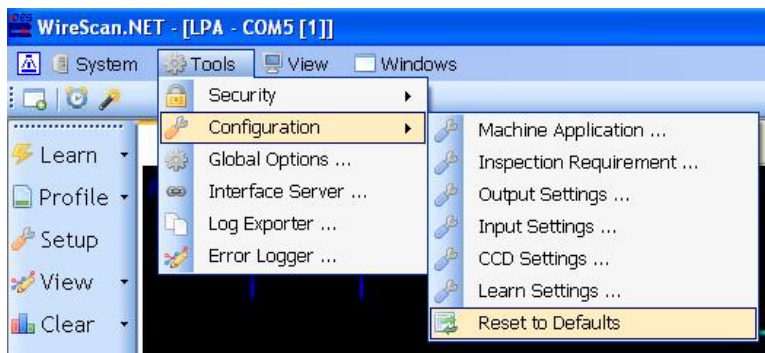 OES
WireScan.NET - [LPA - COM5 [1]]
System Tools View Windows
Security
Configuration
Global Options ...
Interface Server ...
Log Exporter ...
Error Logger ...
Machine Application ...
Inspection Requirement ...
Output Settings ...
Input Settings ...
CCD Settings ...
Learn Settings ...
Reset to Defaults
Learn
Profile
Setup
View
Clear